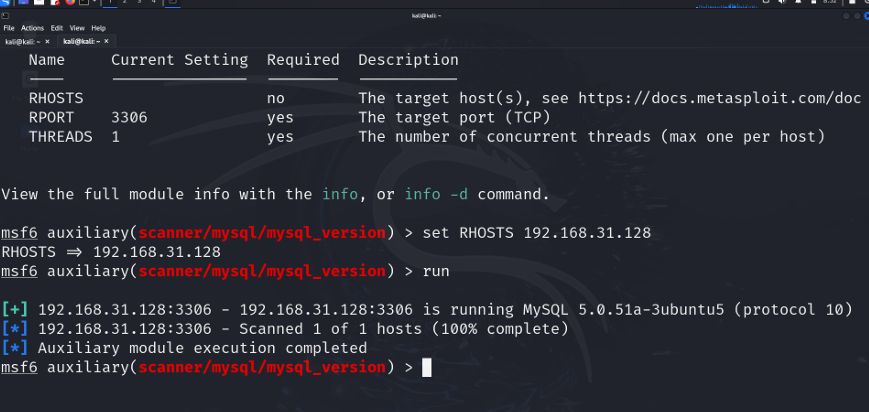 kali@kali: ~
File Actions Edit View Help
kali@kali: ~ × kali@kali: ~ ×
Name Current Setting Required Description
RHOSTS no The target host(s), see https://docs.metasploit.com/doc
RPORT 3306 yes The target port (TCP)
THREADS 1 yes The number of concurrent threads (max one per host)
View the full module info with the info, or info -d command.
msf6 auxiliary(scanner/mysql/mysql_version) > set RHOSTS 192.168.31.128
RHOSTS ⇒ 192.168.31.128
msf6 auxiliary(scanner/mysql/mysql_version) > run
[+] 192.168.31.128:3306 - 192.168.31.128:3306 is running MySQL 5.0.51a-3ubuntu5 (protocol 10)
[*] 192.168.31.128:3306 - Scanned 1 of 1 hosts (100% complete)
[*] Auxiliary module execution completed
msf6 auxiliary(scanner/mysql/mysql_version) >